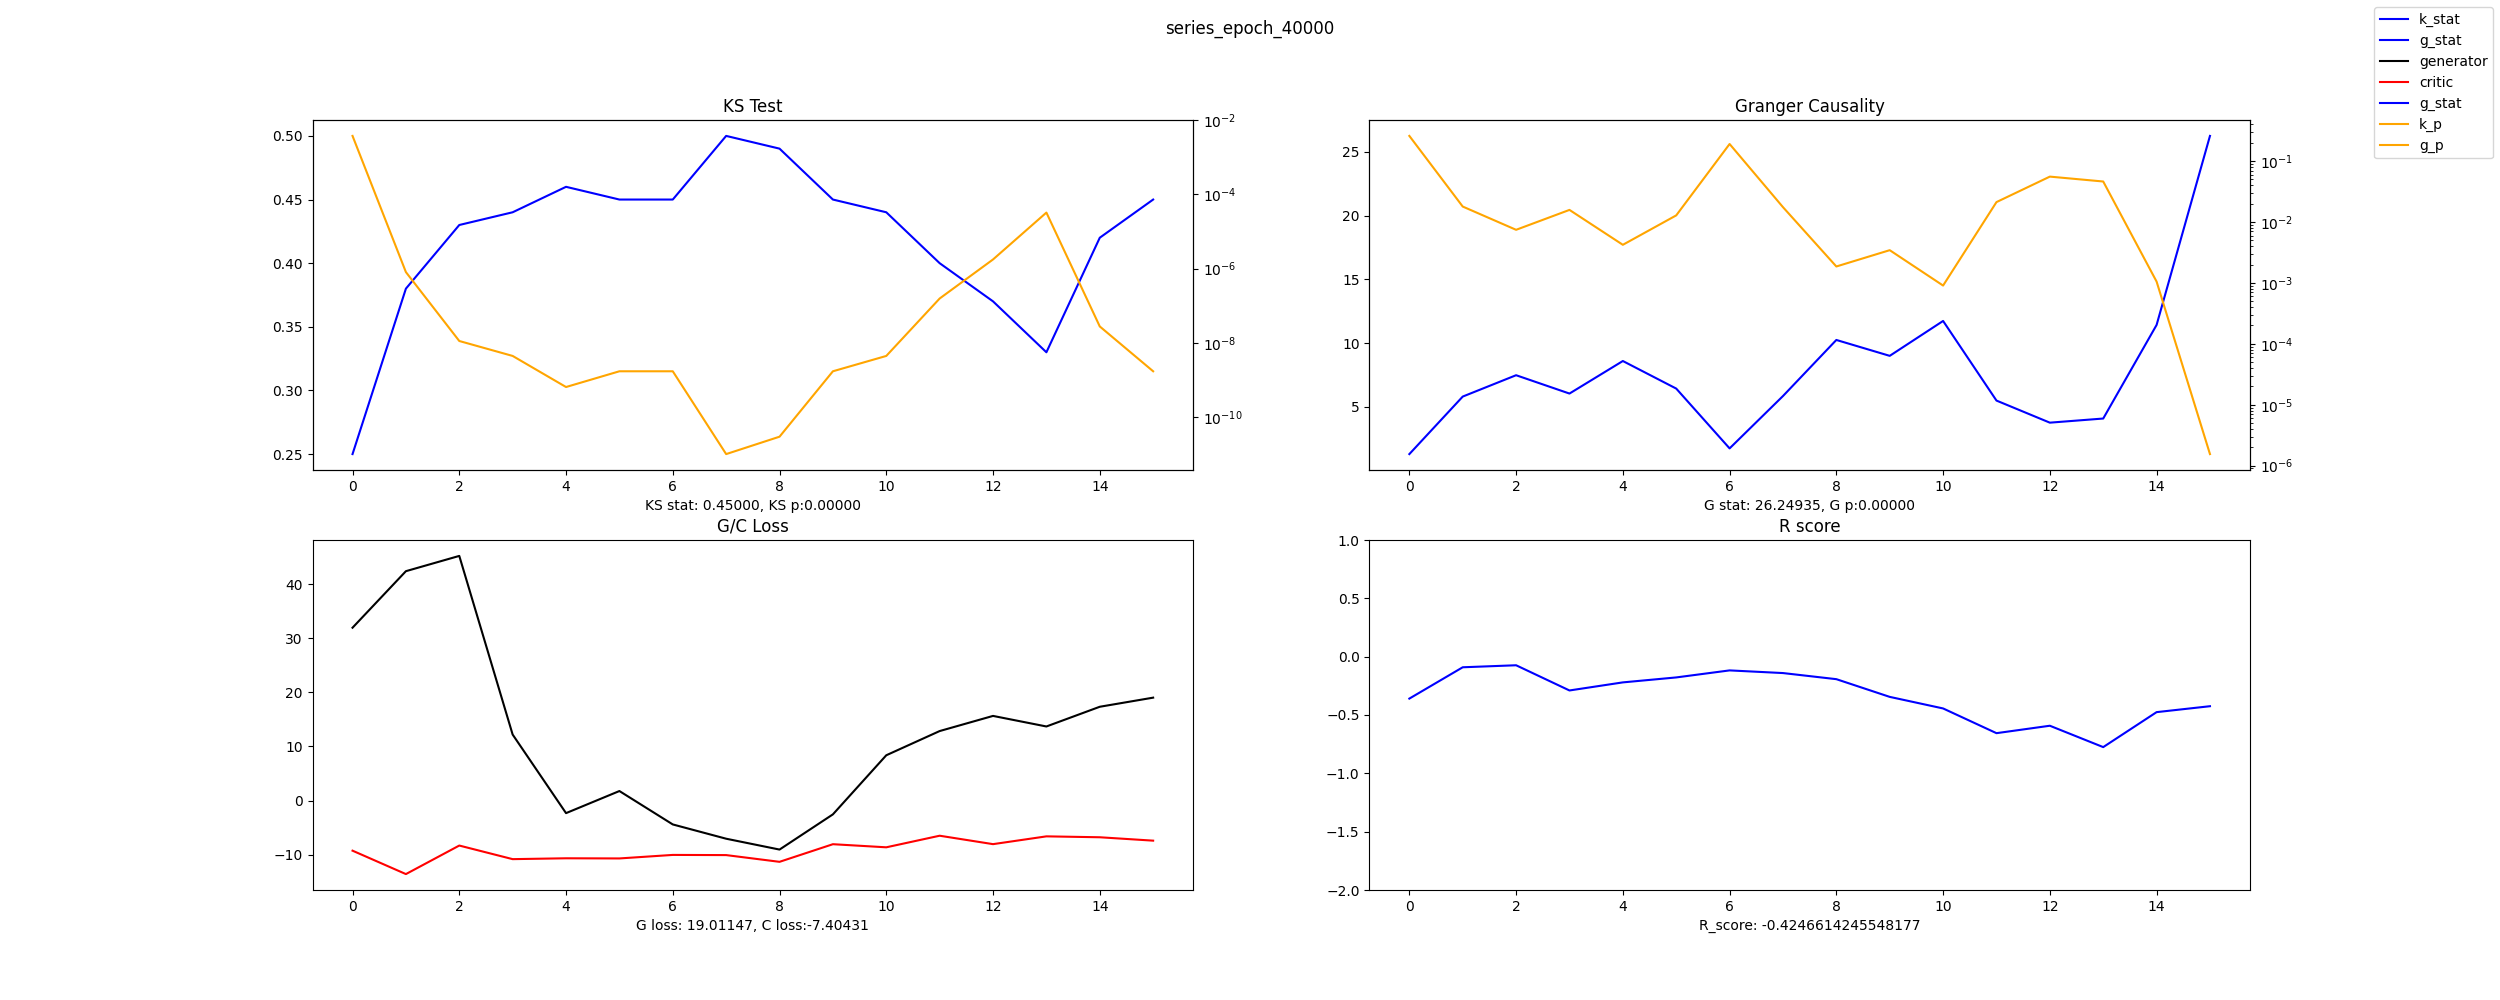 series_epoch_40000
k_stat
g_stat
generator
critic
g_stat
k_p
g_p
KS Test
0.50
0.45
0.40
0.35
0.30
0.25
10^-2
10^-4
10^-6
10^-8
10^-10
0 2 4 6 8 10 12 14
KS stat: 0.45000, KS p:0.00000
Granger Causality
25
20
15
10
5
10^-1
10^-2
10^-3
10^-4
10^-5
10^-6
0 2 4 6 8 10 12 14
G stat: 26.24935, G p:0.00000
G/C Loss
40
30
20
10
0
−10
0 2 4 6 8 10 12 14
G loss: 19.01147, C loss:-7.40431
R score
1.0
0.5
0.0
−0.5
−1.0
−1.5
−2.0
0 2 4 6 8 10 12 14
R_score: -0.4246614245548177